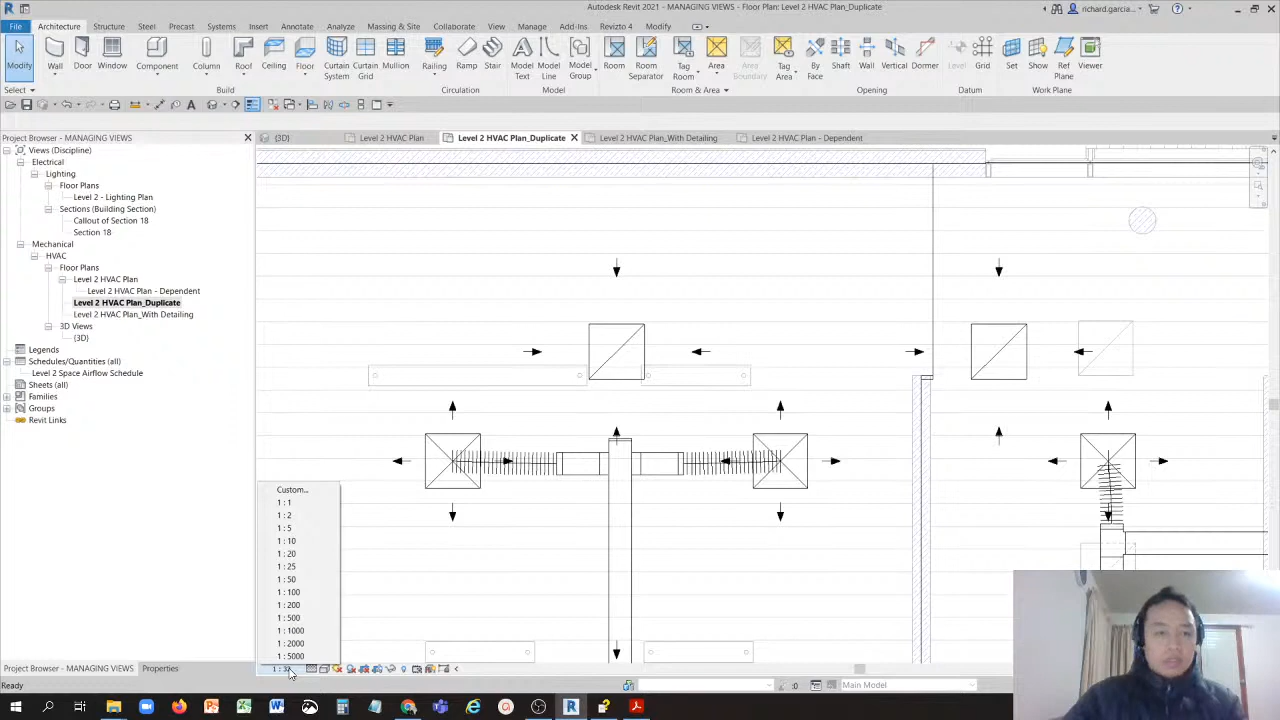 Autodesk Revit 2021 - MANAGING VIEWS - Floor Plan: Level 2 HVAC Plan_Duplicate
richard.garcia...
File Architecture Structure Steel Precast Systems Insert Annotate Analyze Massing & Site Collaborate View Manage Add-Ins Revizto 4 Modify
Modify Wall Door Window Component Column Roof Ceiling Floor Curtain System Curtain Grid Mullion Railing Ramp Stair Model Text Model Line Model Group Room Room Separator Tag Room Area Area Boundary Tag Area By Face Shaft Wall Vertical Dormer Level Grid Set Show Ref Plane Viewer
Select Build Circulation Model Room & Area Opening Datum Work Plane
Project Browser - MANAGING VIEWS
{3D} Level 2 HVAC Plan Level 2 HVAC Plan_Duplicate Level 2 HVAC Plan_With Detailing Level 2 HVAC Plan - Dependent
Views (Discipline)
Electrical
Lighting
Floor Plans
Level 2 - Lighting Plan
Sections (Building Section)
Callout of Section 18
Section 18
Mechanical
HVAC
Floor Plans
Level 2 HVAC Plan
Level 2 HVAC Plan - Dependent
Level 2 HVAC Plan_Duplicate
Level 2 HVAC Plan_With Detailing
3D Views
{3D}
Legends
Schedules/Quantities (all)
Level 2 Space Airflow Schedule
Sheets (all)
Families
Groups
Revit Links
Custom...
1 : 1
1 : 2
1 : 5
1 : 10
1 : 20
1 : 25
1 : 50
1 : 100
1 : 200
1 : 500
1 : 1000
1 : 2000
1 : 5000
Project Browser - MANAGING VIEWS Properties
Ready
:0 Main Model